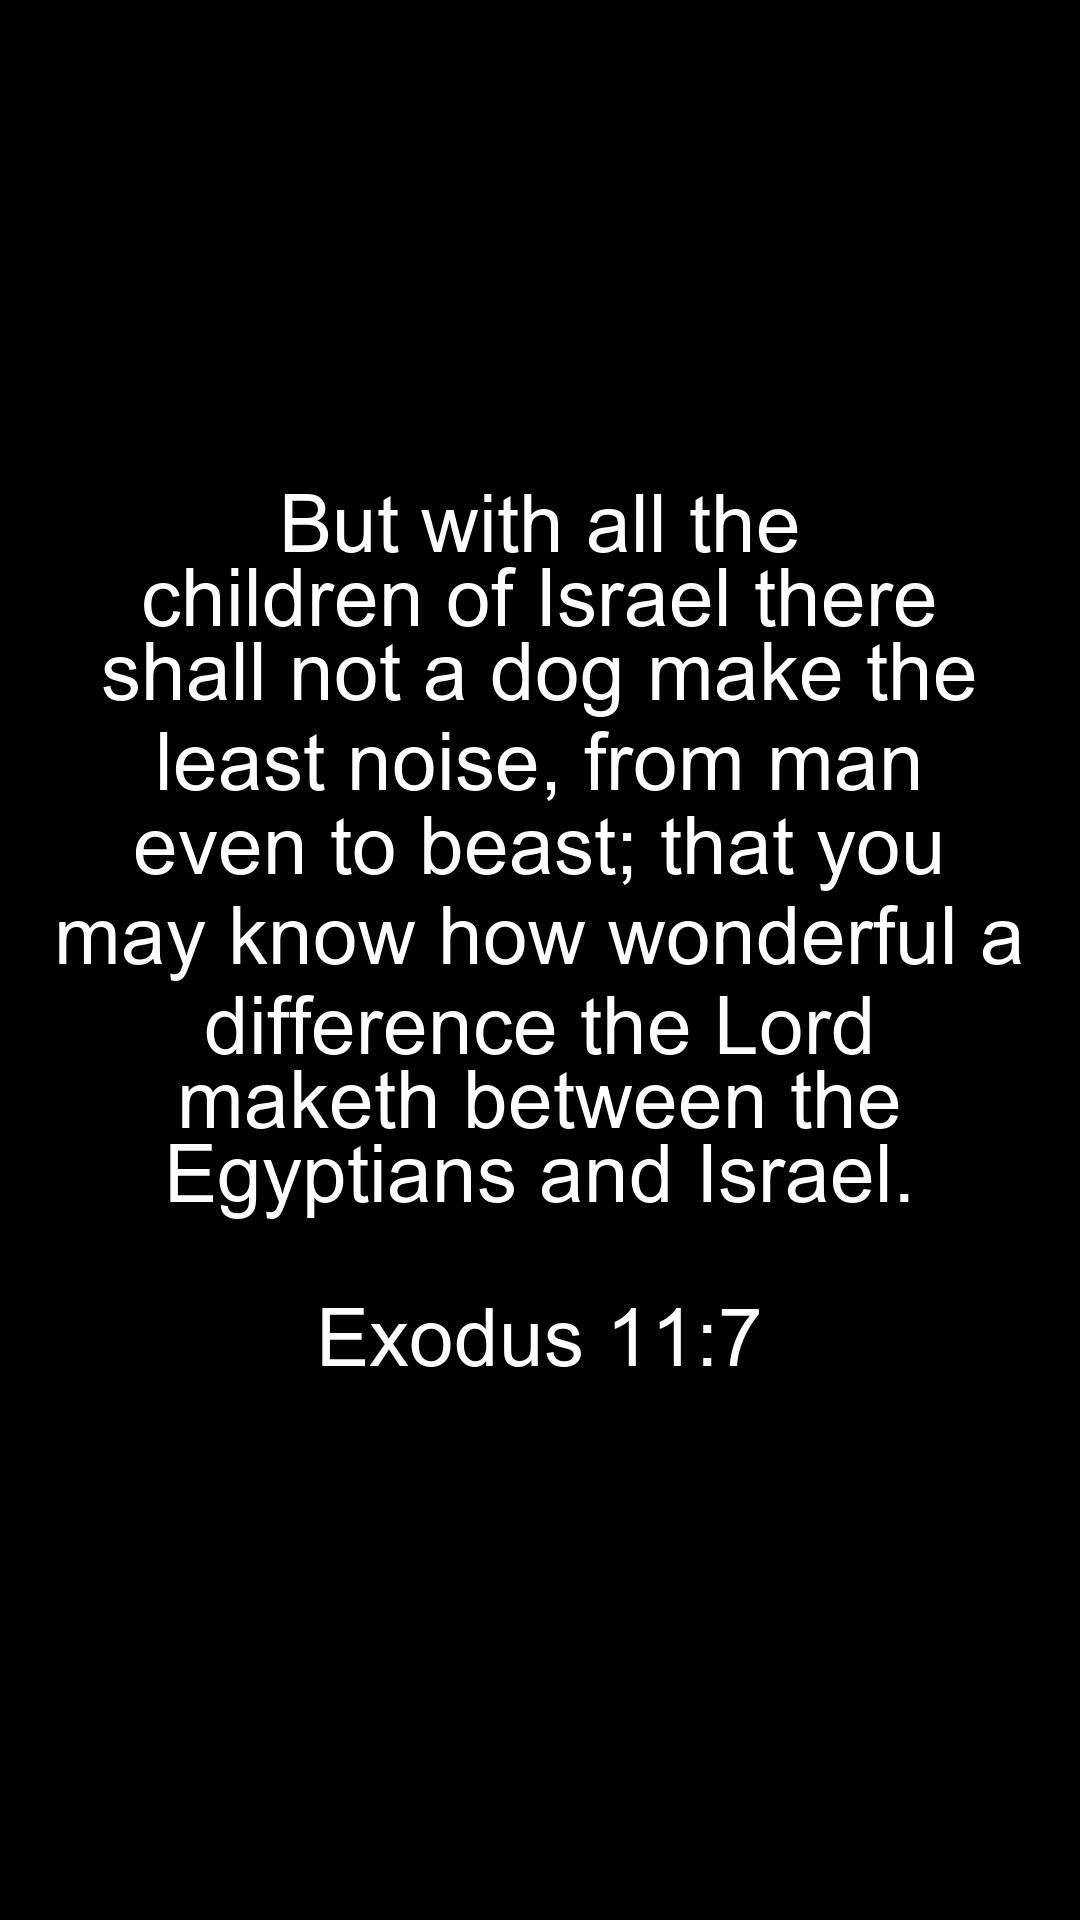 But with all the
children of Israel there
shall not a dog make the
least noise, from man
even to beast; that you
may know how wonderful a
difference the Lord
maketh between the
Egyptians and Israel.
Exodus 11:7